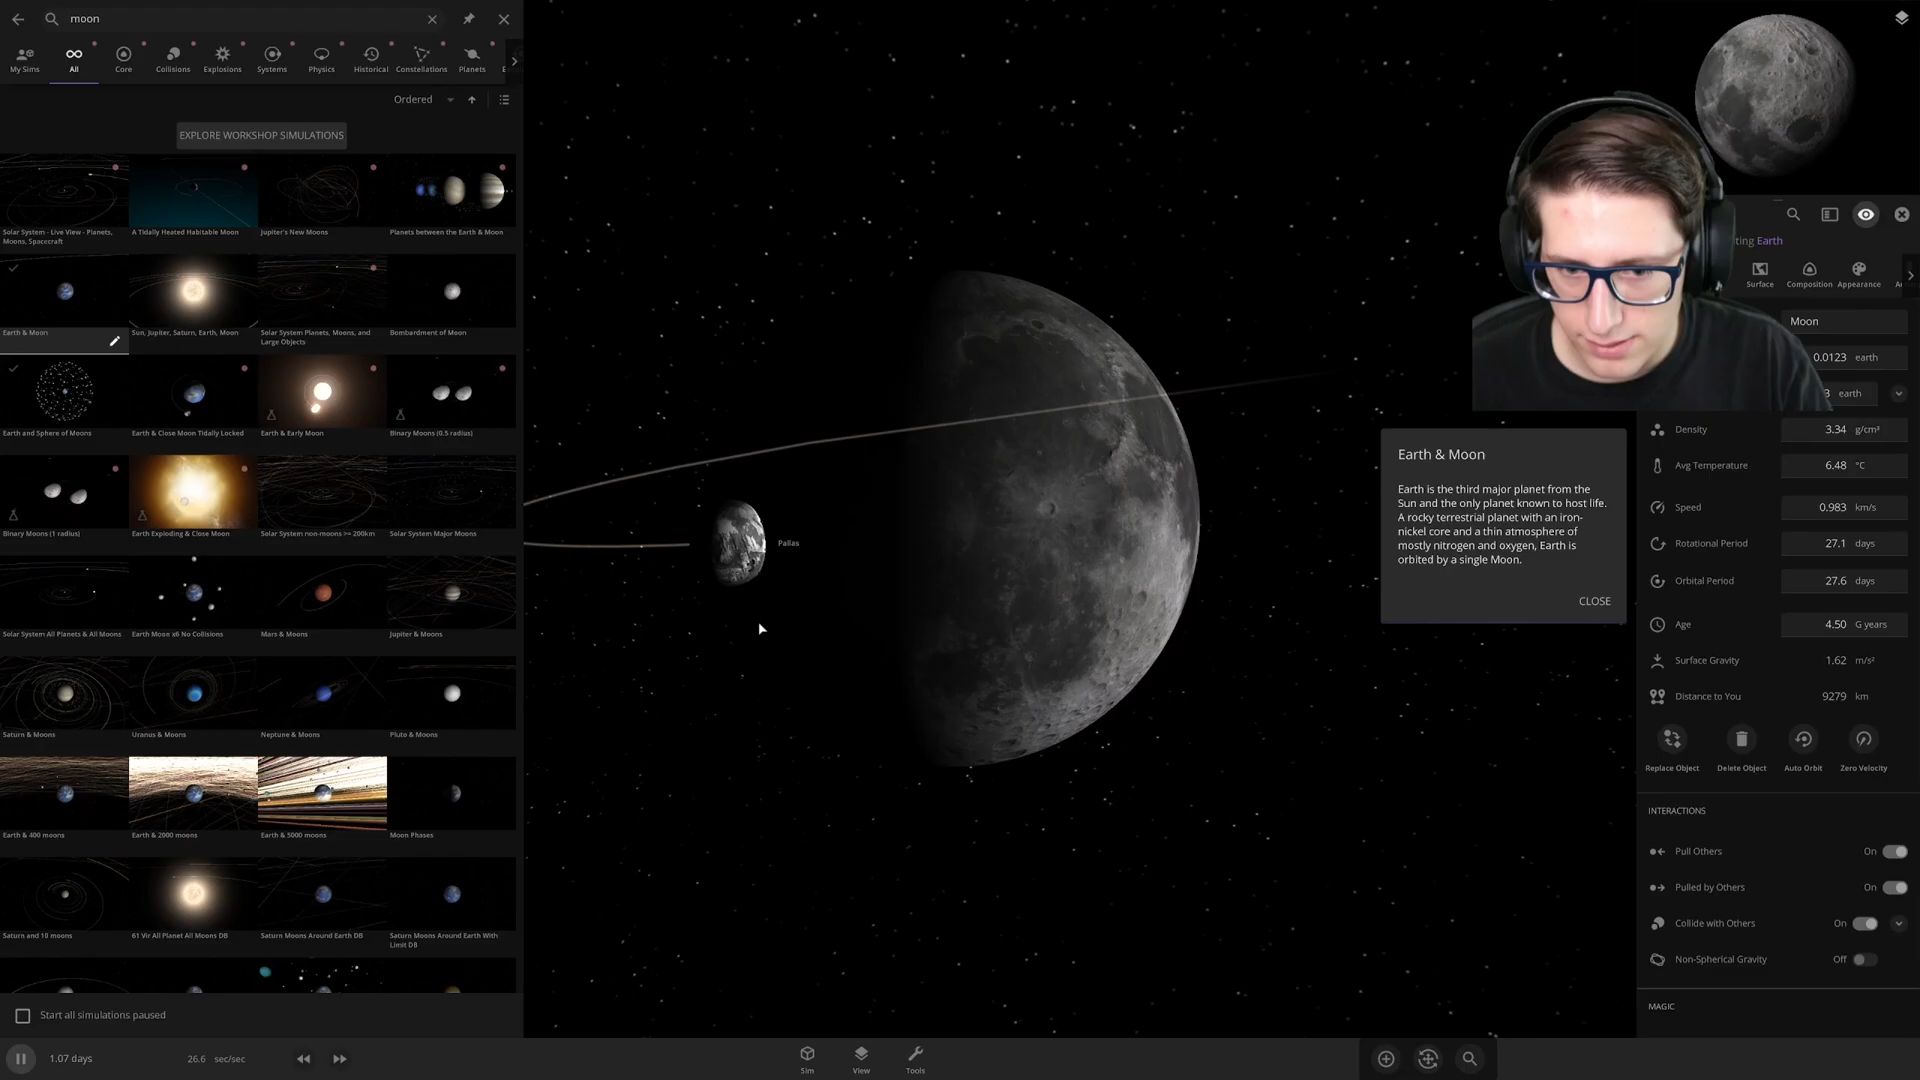 moon
My Sims
All
Core
Collisions
Explosions
Systems
Physics
Historical
Constellations
Planets
Ordered
EXPLORE WORKSHOP SIMULATIONS
Solar System - Live View - Planets,
Moons, Spacecraft
A Tidally Heated Habitable Moon
Jupiter's New Moons
Planets between the Earth & Moon
Earth & Moon
Sun, Jupiter, Saturn, Earth, Moon
Solar System Planets, Moons, and
Large Objects
Bombardment of Moon
Earth and Sphere of Moons
Earth & Close Moon Tidally Locked
Earth & Early Moon
Binary Moons (0.5 radius)
Binary Moons (1 radius)
Earth Exploding & Close Moon
Solar System non-moons >= 200km
Solar System Major Moons
Solar System All Planets & All Moons
Earth Moon x6 No Collisions
Mars & Moons
Jupiter & Moons
Saturn & Moons
Uranus & Moons
Neptune & Moons
Pluto & Moons
Earth & 400 moons
Earth & 2000 moons
Earth & 5000 moons
Moon Phases
Saturn and 10 moons
61 Vir All Planet All Moons DB
Saturn Moons Around Earth DB
Saturn Moons Around Earth With
Limit DB
Start all simulations paused
1.07 days
26.6 sec/sec
Sim
View
Tools
Pallas
Earth & Moon
Earth is the third major planet from the
Sun and the only planet known to host life.
A rocky terrestrial planet with an iron-
nickel core and a thin atmosphere of
mostly nitrogen and oxygen, Earth is
orbited by a single Moon.
CLOSE
ting Earth
Surface
Composition
Appearance
Moon
0.0123 earth
3 earth
Density 3.34 g/cm³
Avg Temperature 6.48 °C
Speed 0.983 km/s
Rotational Period 27.1 days
Orbital Period 27.6 days
Age 4.50 G years
Surface Gravity 1.62 m/s²
Distance to You 9279 km
Replace Object
Delete Object
Auto Orbit
Zero Velocity
INTERACTIONS
Pull Others On
Pulled by Others On
Collide with Others On
Non-Spherical Gravity Off
MAGIC